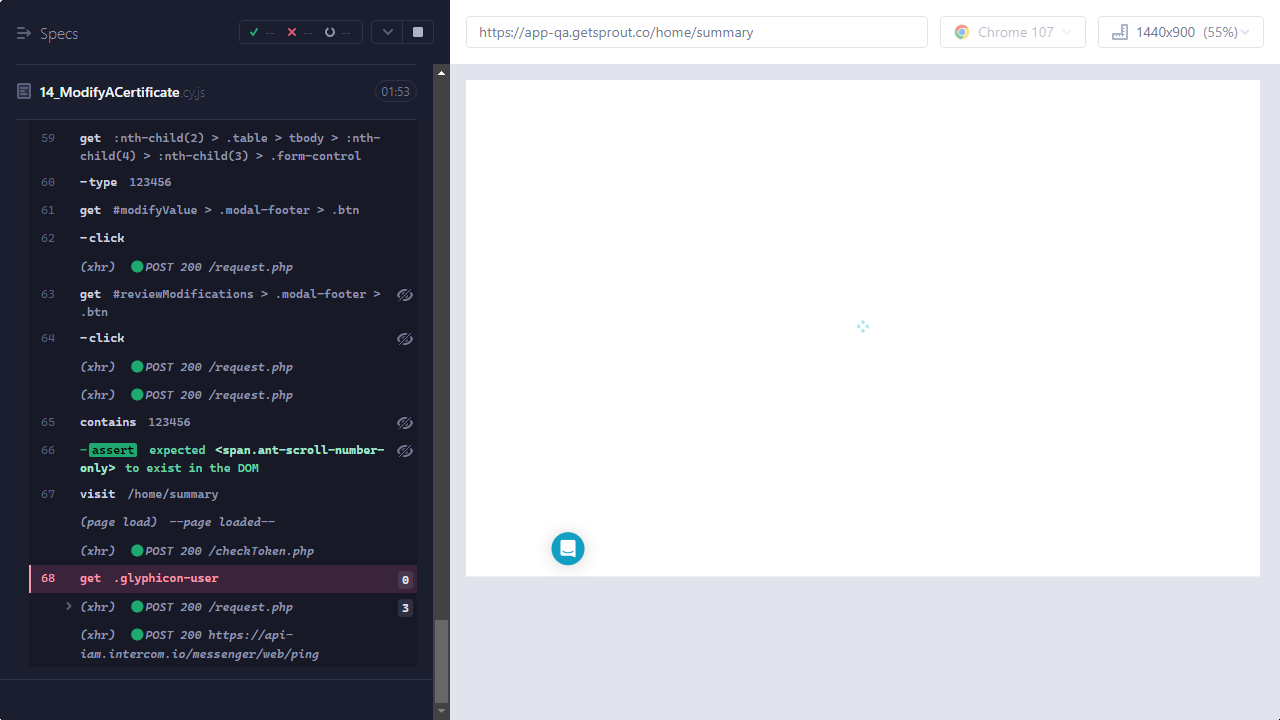 Specs
-- -- --
https://app-qa.getsprout.co/home/summary
Chrome 107
1440x900 (55%)
14_ModifyACertificate.cy.js
01:53
59 get :nth-child(2) > .table > tbody > :nth-
child(4) > :nth-child(3) > .form-control
60 -type 123456
61 get #modifyValue > .modal-footer > .btn
62 -click
(xhr) POST 200 /request.php
63 get #reviewModifications > .modal-footer >
.btn
64 -click
(xhr) POST 200 /request.php
(xhr) POST 200 /request.php
65 contains 123456
66 -assert expected <span.ant-scroll-number-
only> to exist in the DOM
67 visit /home/summary
(page load) --page loaded--
(xhr) POST 200 /checkToken.php
68 get .glyphicon-user 0
(xhr) POST 200 /request.php 3
(xhr) POST 200 https://api-
iam.intercom.io/messenger/web/ping